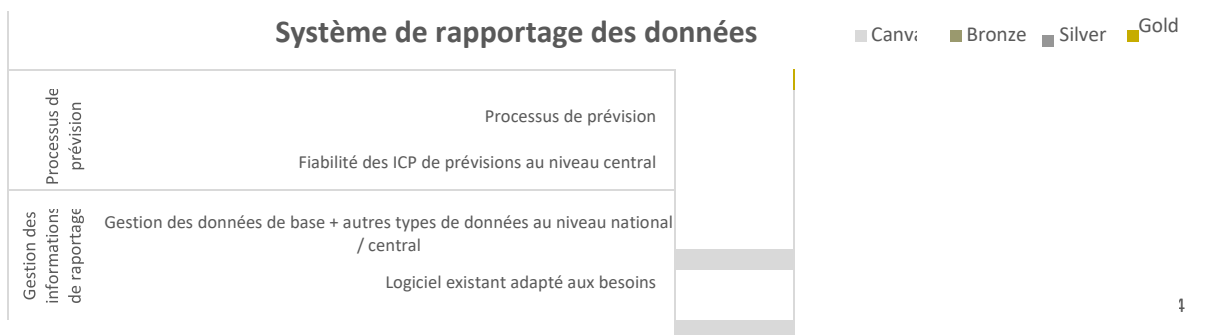 Système de rapportage des données
Bronze
Silver
Gold
Processus de
prévision
Processus de prévision
Fiabilité des ICP de prévisions au niveau central
Gestion des
informations
de raportage
Gestion des données de base + autres types de données au niveau national
/ central
Logiciel existant adapté aux besoins